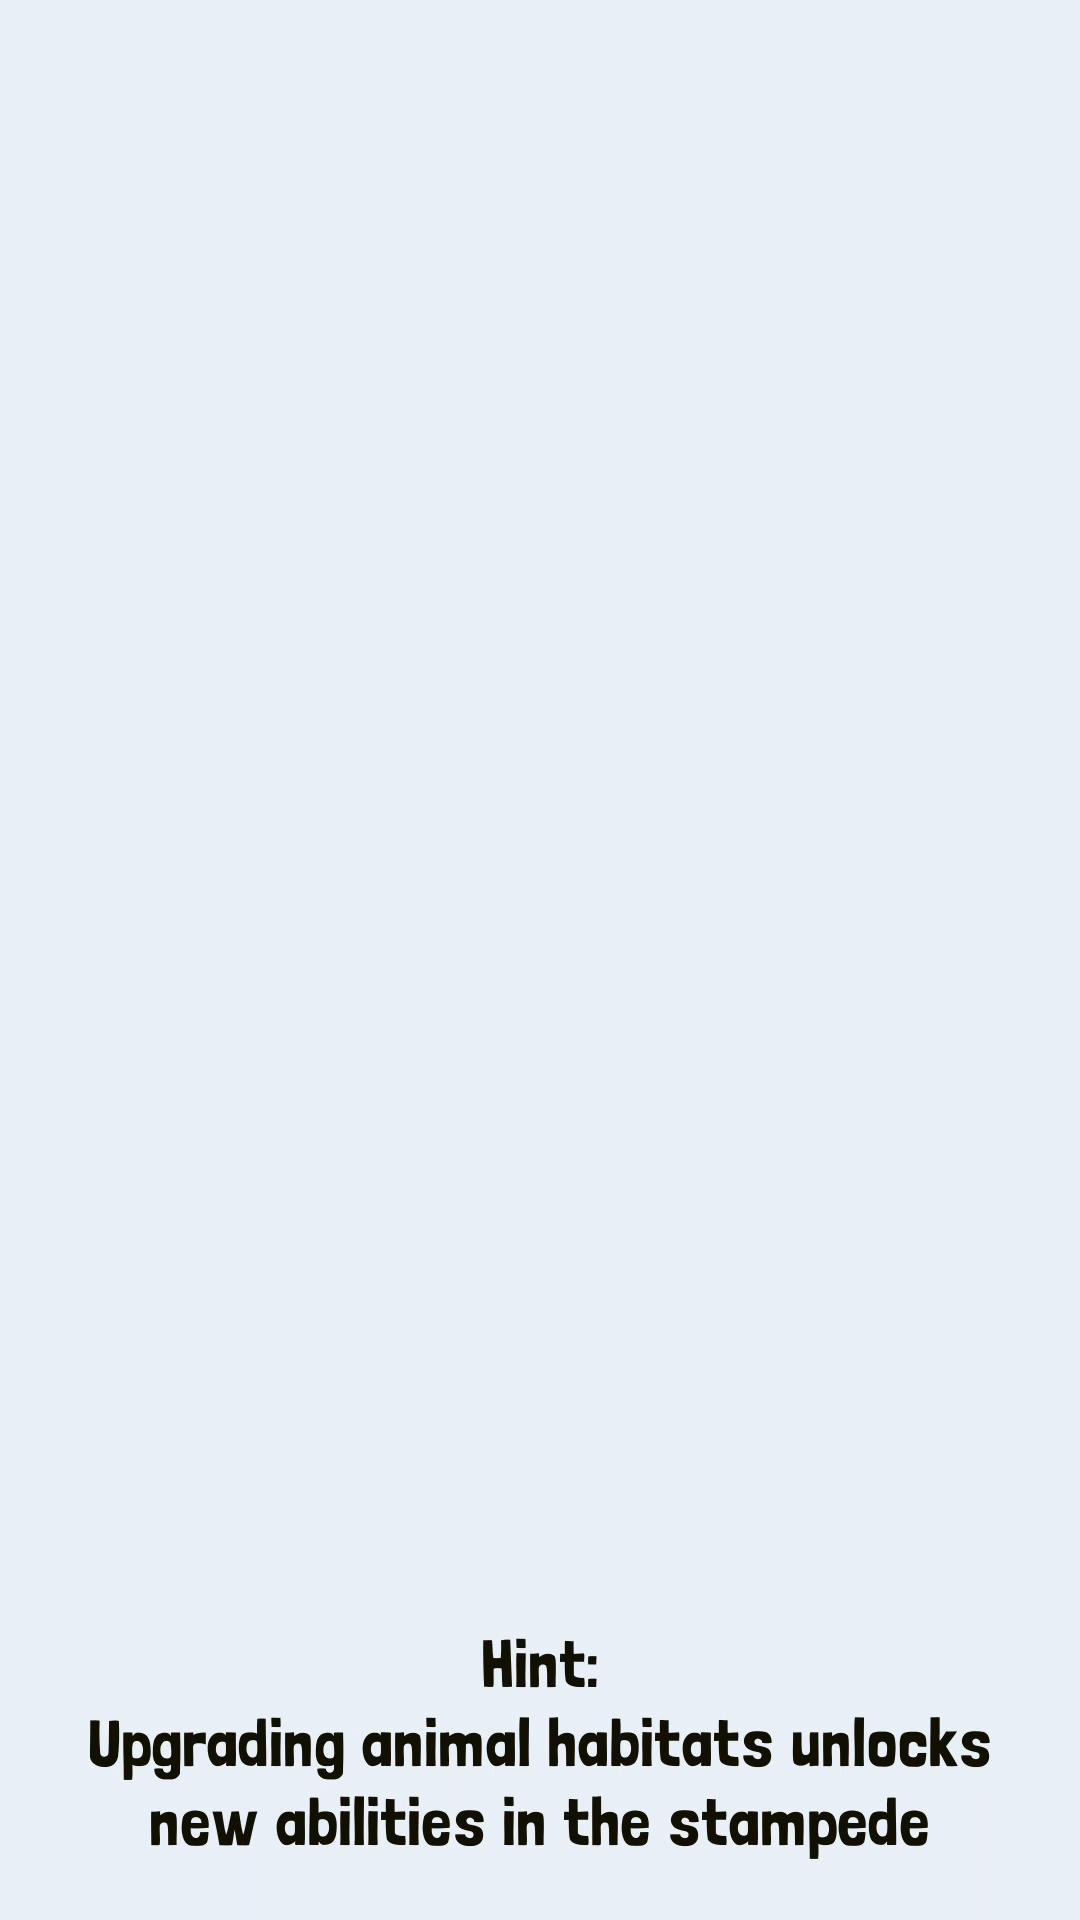 Hint:
Upgrading animal habitats unlocks
new abilities in the stampede